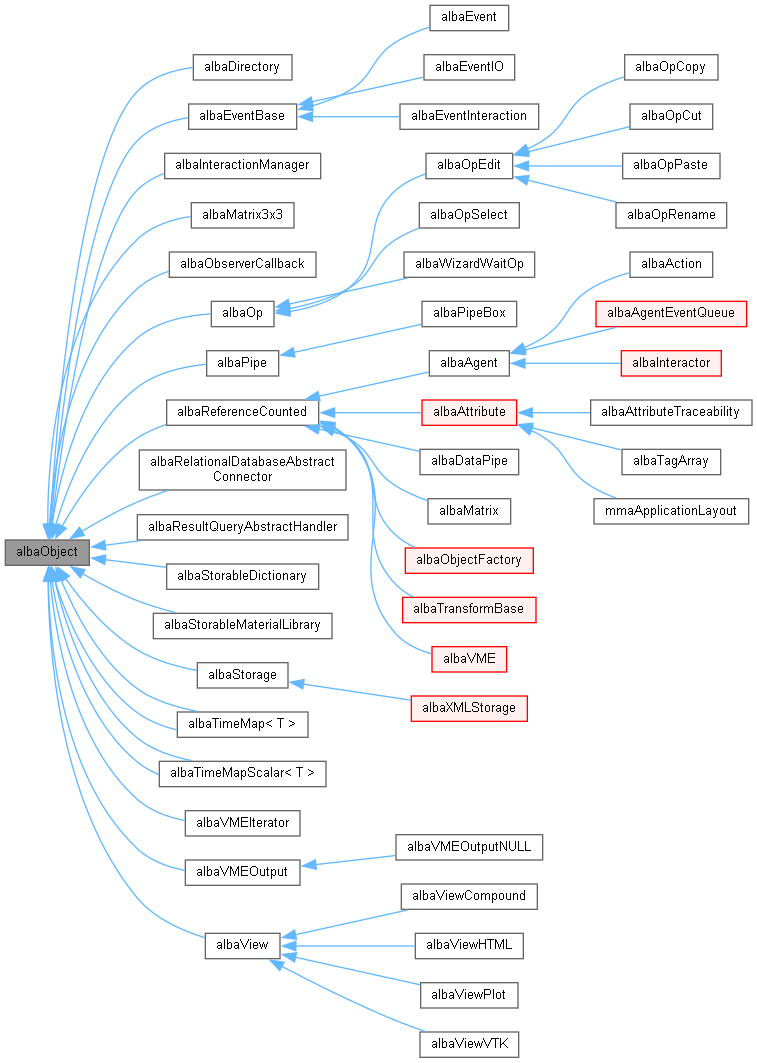 albaEvent
albaDirectory
albaEventIO
albaOpCopy
albaEventBase
albaEventInteraction
albaOpCut
albaInteractionManager
albaOpEdit
albaOpPaste
albaMatrix3x3
albaOpSelect
albaOpRename
albaObserverCallback
albaWizardWaitOp
albaAction
albaOp
albaPipeBox
albaAgentEventQueue
albaPipe
albaAgent
albaInteractor
albaReferenceCounted
albaAttribute
albaAttributeTraceability
albaRelationalDatabaseAbstract
Connector
albaDataPipe
albaTagArray
albaResultQueryAbstractHandler
albaMatrix
mmaApplicationLayout
albaObject
albaObjectFactory
albaStorableDictionary
albaTransformBase
albaStorableMaterialLibrary
albaVME
albaStorage
albaXMLStorage
albaTimeMap< T >
albaTimeMapScalar< T >
albaVMEIterator
albaVMEOutput
albaVMEOutputNULL
albaViewCompound
albaView
albaViewHTML
albaViewPlot
albaViewVTK